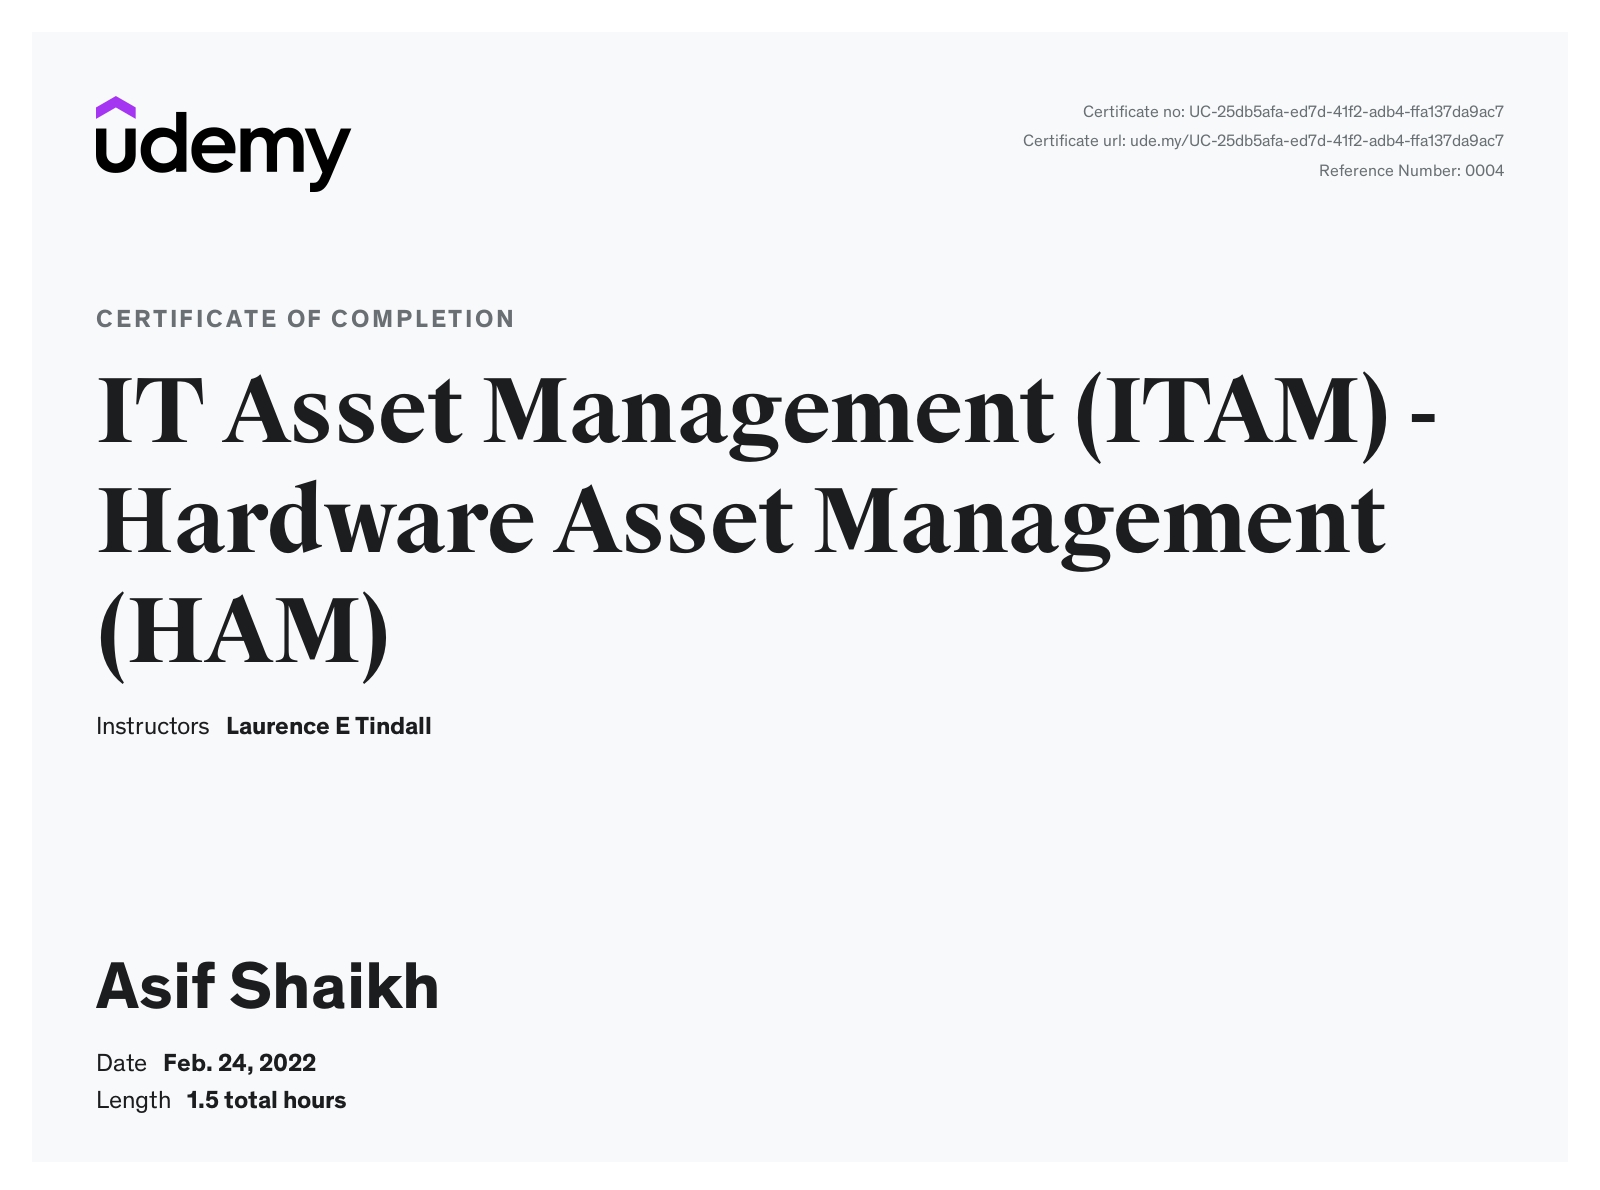 udemy
Certificate no: UC-25db5afa-ed7d-41f2-adb4-ffa137da9ac7
Certificate url: ude.my/UC-25db5afa-ed7d-41f2-adb4-ffa137da9ac7
Reference Number: 0004
CERTIFICATE OF COMPLETION
IT Asset Management (ITAM) -
Hardware Asset Management
(HAM)
Instructors Laurence E Tindall
Asif Shaikh
Date Feb. 24, 2022
Length 1.5 total hours